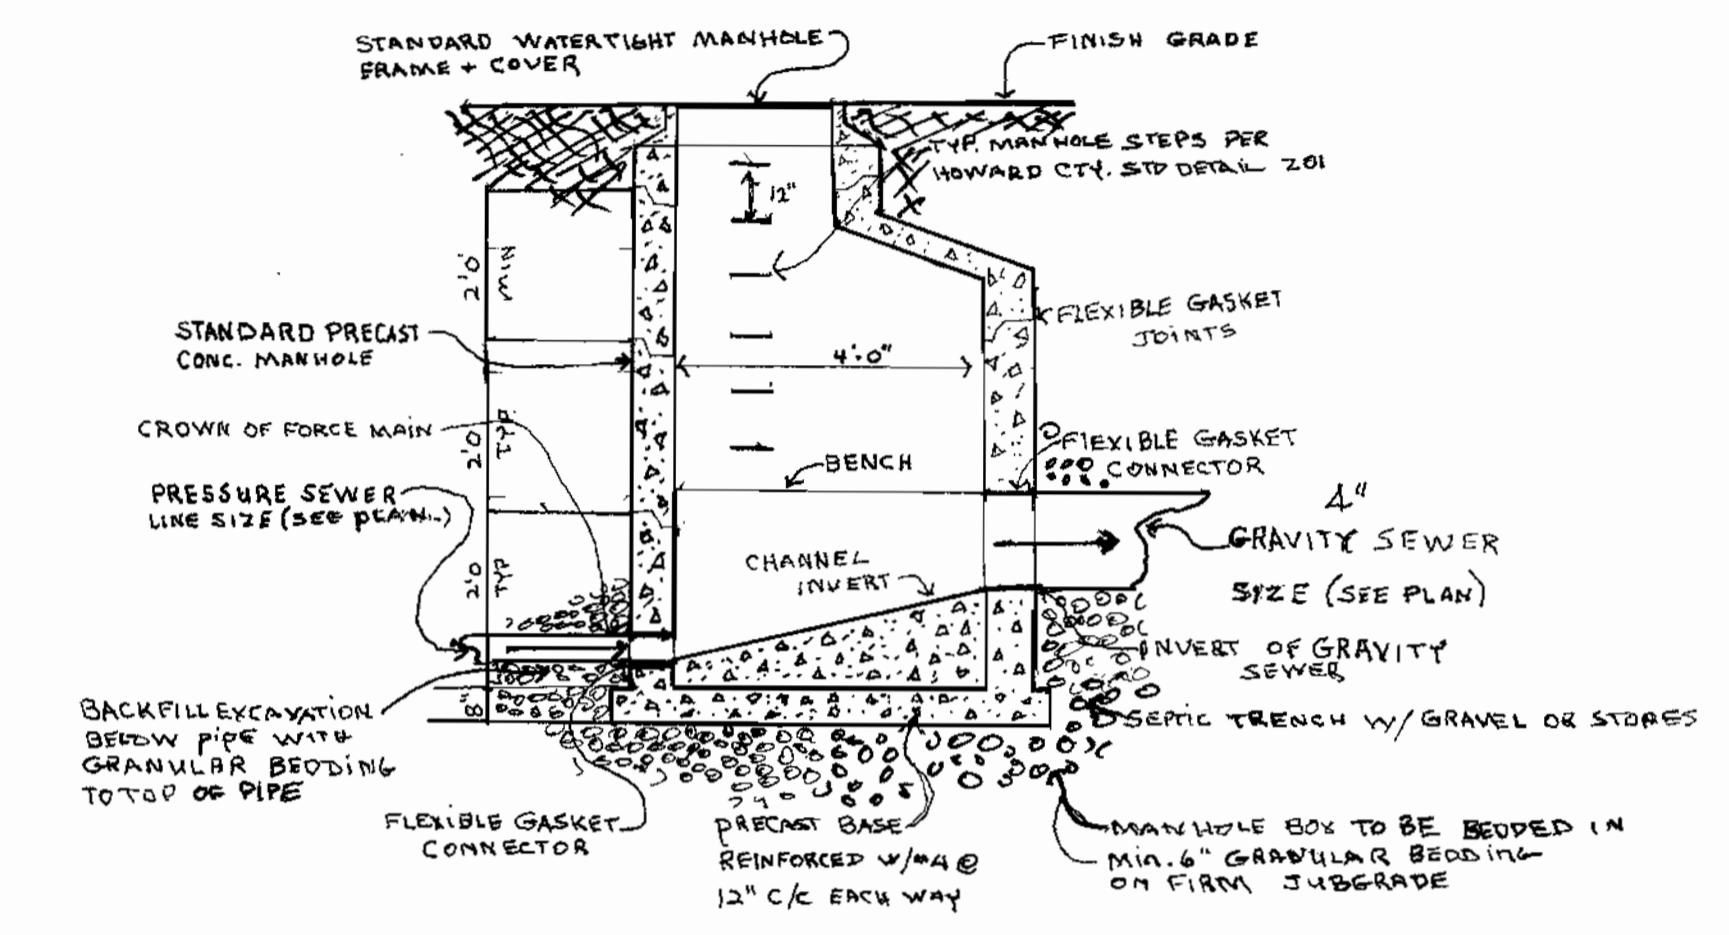 STANDARD WATERTIGHT MANHOLE
FRAME + COVER
FINISH GRADE
TYP. MANHOLE STEPS PER
HOWARD CTY. STD DETAIL 201
12"
2'0'
MIN
STANDARD PRECAST
CONC. MANHOLE
FLEXIBLE GASKET
JOINTS
4'-0"
CROWN OF FORCE MAIN
2'0
TYP
BENCH
FLEXIBLE GASKET
CONNECTOR
PRESSURE SEWER
LINE SIZE (SEE PLAN..)
4"
GRAVITY SEWER
SIZE (SEE PLAN)
CHANNEL
INVERT
2'0
TYP
INVERT OF GRAVITY
SEWER
8"
BACKFILL EXCAVATION
BELOW PIPE WITH
GRANULAR BEDDING
TO TOP OF PIPE
SEPTIC TRENCH W/ GRAVEL OR STORES
FLEXIBLE GASKET
CONNECTOR
PRECAST BASE
REINFORCED W/#4 @
12" C/C EACH WAY
MANHOLE BOX TO BE BEDDED IN
MIN. 6" GRANULAR BEDDING
ON FIRM SUBGRADE